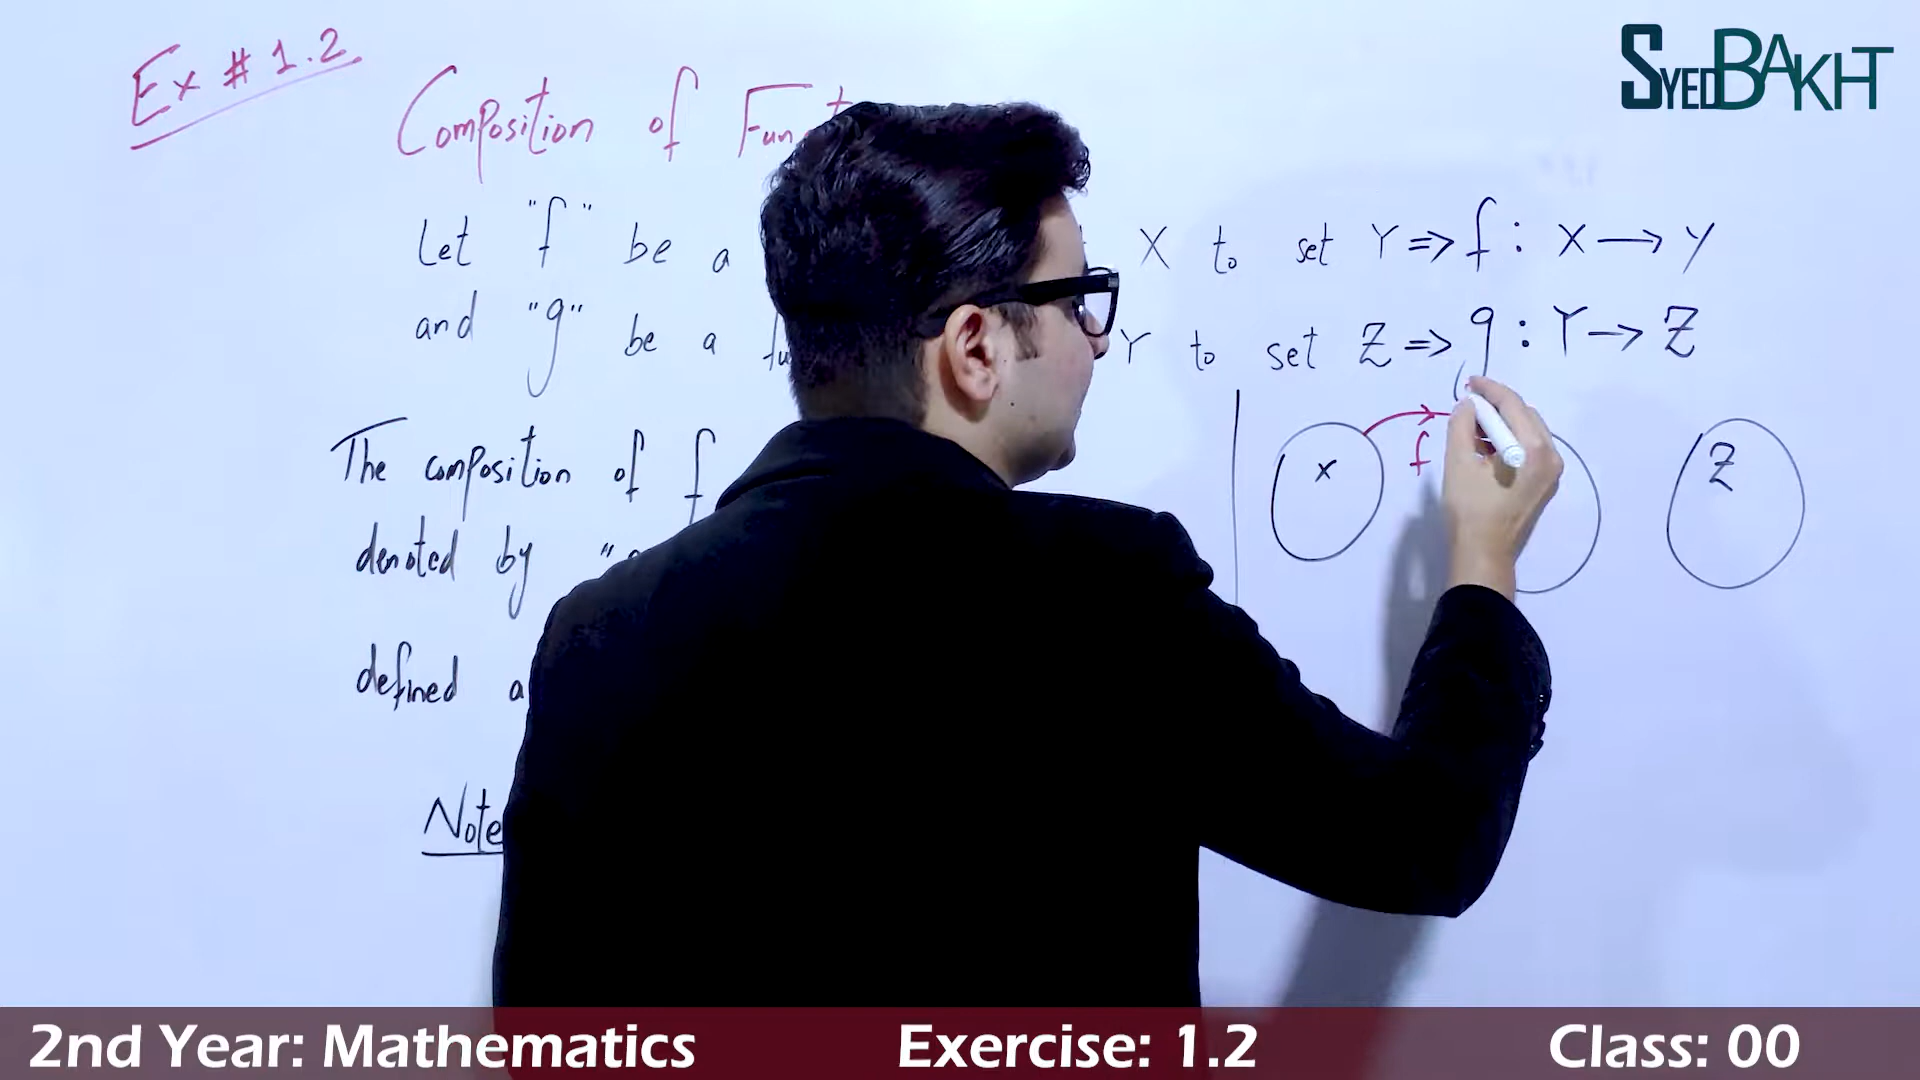 Ex # 1.2
SYEDBAKHT
Composition of
Let "f" be a X to set Y => f : X → Y
and "g" be a Y to set Z => g : Y → Z
x f Z
The composition of f
denoted by
defined
Note
2nd Year: Mathematics Exercise: 1.2 Class: 00